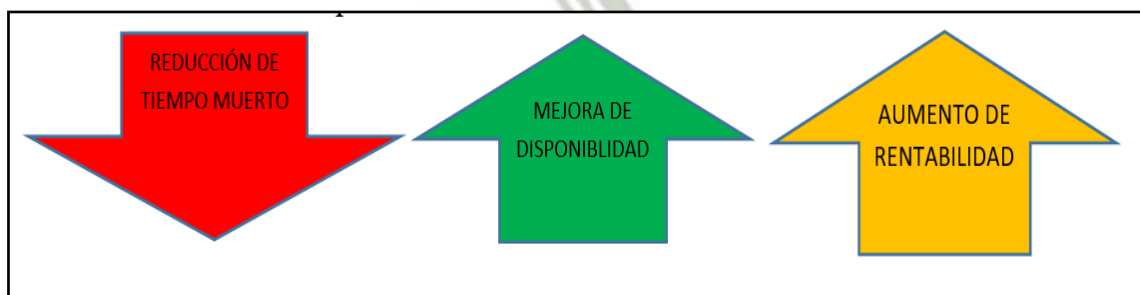 REDUCCIÓN DE
TIEMPO MUERTO
MEJORA DE
DISPONIBLIDAD
AUMENTO DE
RENTABILIDAD